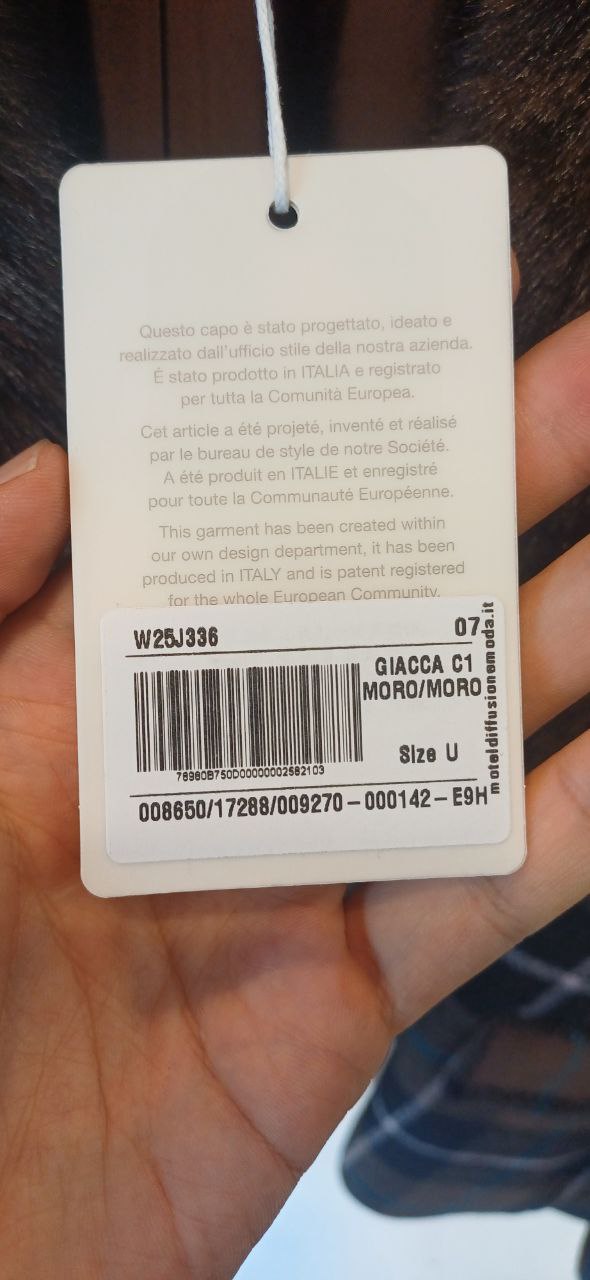 Questo capo è stato progettato, ideato e
realizzato dall'ufficio stile della nostra azienda.
É stato prodotto in ITALIA e registrato
per tutta la Comunità Europea.
Cet article a été projeté, inventé et réalisé
par le bureau de style de notre Société.
A été produit en ITALIE et enregistré
pour toute la Communauté Européenne.
This garment has been created within
our own design department, it has been
produced in ITALY and is patent registered
for the whole European Community.
W25J336 07
GIACCA C1
MORO/MORO
Size U
78980B750D00000002582103
008650/17288/009270-000142-E9H
moteldiffusionemoda.it